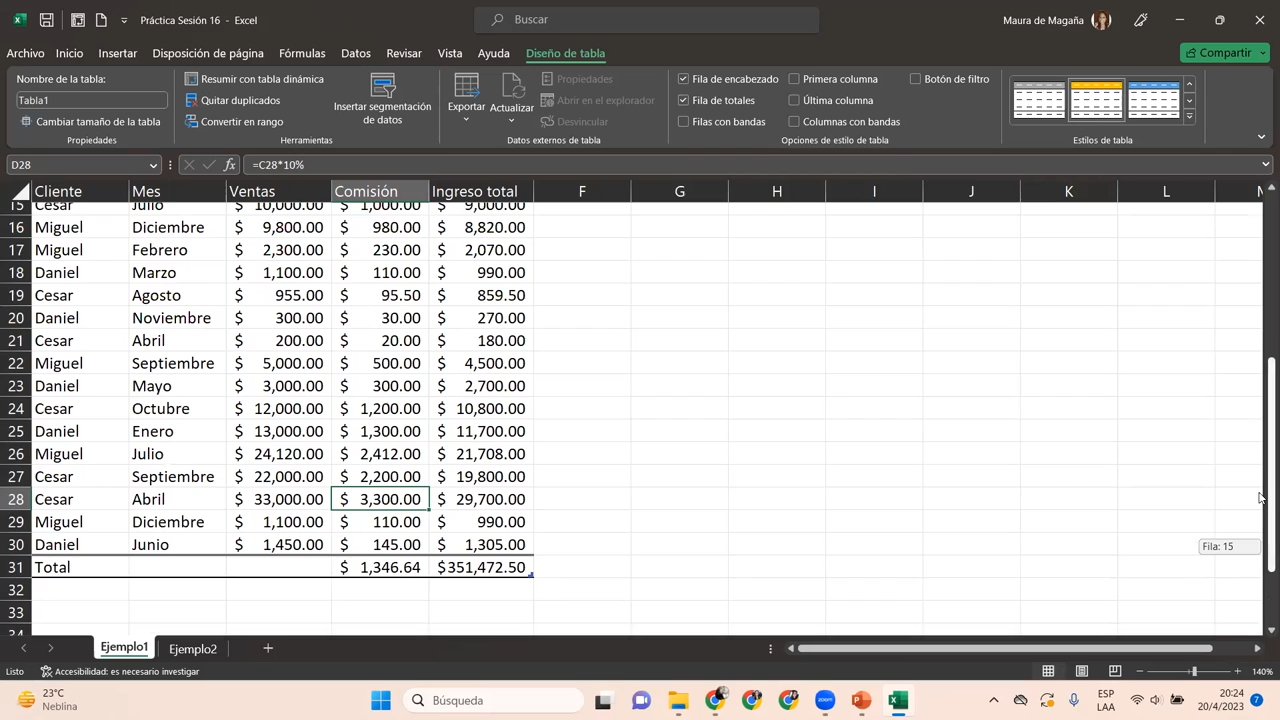 Práctica Sesión 16 - Excel
Buscar
Maura de Magaña
Archivo Inicio Insertar Disposición de página Fórmulas Datos Revisar Vista Ayuda Diseño de tabla
Compartir
Nombre de la tabla:
Tabla1
Cambiar tamaño de la tabla
Propiedades
Resumir con tabla dinámica
Quitar duplicados
Convertir en rango
Insertar segmentación
de datos
Herramientas
Exportar
Actualizar
Propiedades
Abrir en el explorador
Desvincular
Datos externos de tabla
Fila de encabezado
Fila de totales
Filas con bandas
Primera columna
Última columna
Columnas con bandas
Botón de filtro
Opciones de estilo de tabla
Estilos de tabla
D28
fx
=C28*10%
Cliente Mes Ventas Comisión Ingreso total F G H I J K L M
15 Cesar Julio $ 10,000.00 $ 1,000.00 $ 9,000.00
16 Miguel Diciembre $ 9,800.00 $ 980.00 $ 8,820.00
17 Miguel Febrero $ 2,300.00 $ 230.00 $ 2,070.00
18 Daniel Marzo $ 1,100.00 $ 110.00 $ 990.00
19 Cesar Agosto $ 955.00 $ 95.50 $ 859.50
20 Daniel Noviembre $ 300.00 $ 30.00 $ 270.00
21 Cesar Abril $ 200.00 $ 20.00 $ 180.00
22 Miguel Septiembre $ 5,000.00 $ 500.00 $ 4,500.00
23 Daniel Mayo $ 3,000.00 $ 300.00 $ 2,700.00
24 Cesar Octubre $ 12,000.00 $ 1,200.00 $ 10,800.00
25 Daniel Enero $ 13,000.00 $ 1,300.00 $ 11,700.00
26 Miguel Julio $ 24,120.00 $ 2,412.00 $ 21,708.00
27 Cesar Septiembre $ 22,000.00 $ 2,200.00 $ 19,800.00
28 Cesar Abril $ 33,000.00 $ 3,300.00 $ 29,700.00
29 Miguel Diciembre $ 1,100.00 $ 110.00 $ 990.00
30 Daniel Junio $ 1,450.00 $ 145.00 $ 1,305.00
Fila: 15
31 Total $ 1,346.64 $351,472.50
32
33
34
Ejemplo1 Ejemplo2
Listo
Accesibilidad: es necesario investigar
140%
23°C
Neblina
Búsqueda
zoom
ESP
LAA
20:24
20/4/2023
7